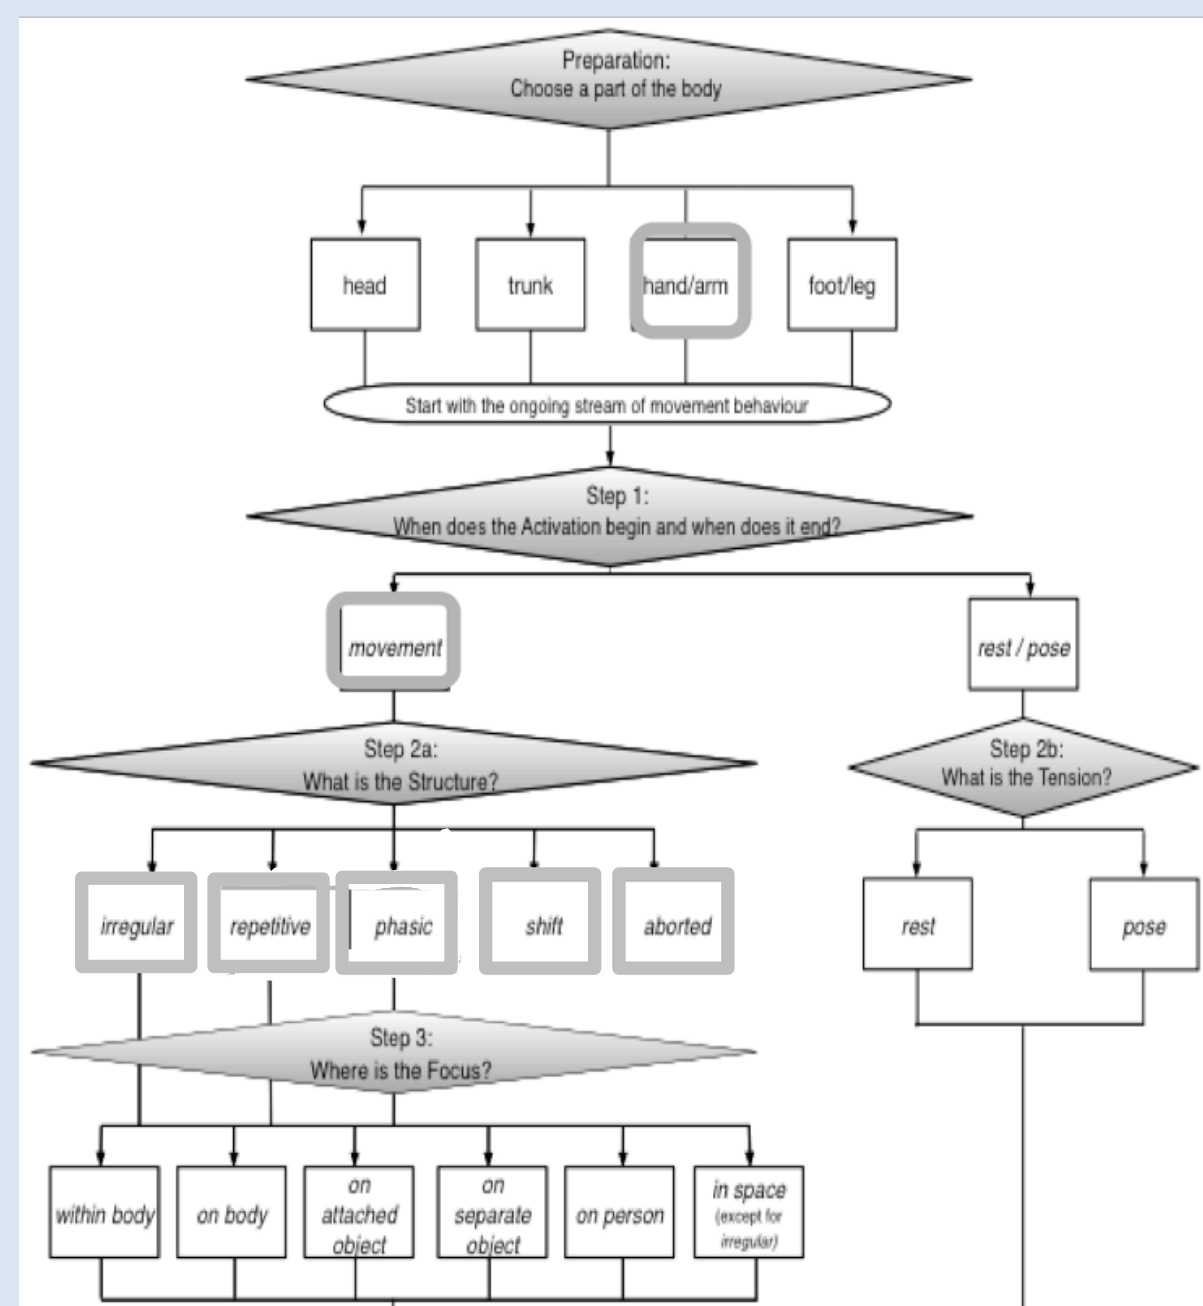 Preparation:
Choose a part of the body
head
trunk
hand/arm
foot/leg
Start with the ongoing stream of movement behaviour
Step 1:
When does the Activation begin and when does it end?
movement
rest / pose
Step 2a:
What is the Structure?
Step 2b:
What is the Tension?
irregular
repetitive
phasic
shift
aborted
rest
pose
Step 3:
Where is the Focus?
within body
on body
on
attached
object
on
separate
object
on person
in space
(except for
irregular)